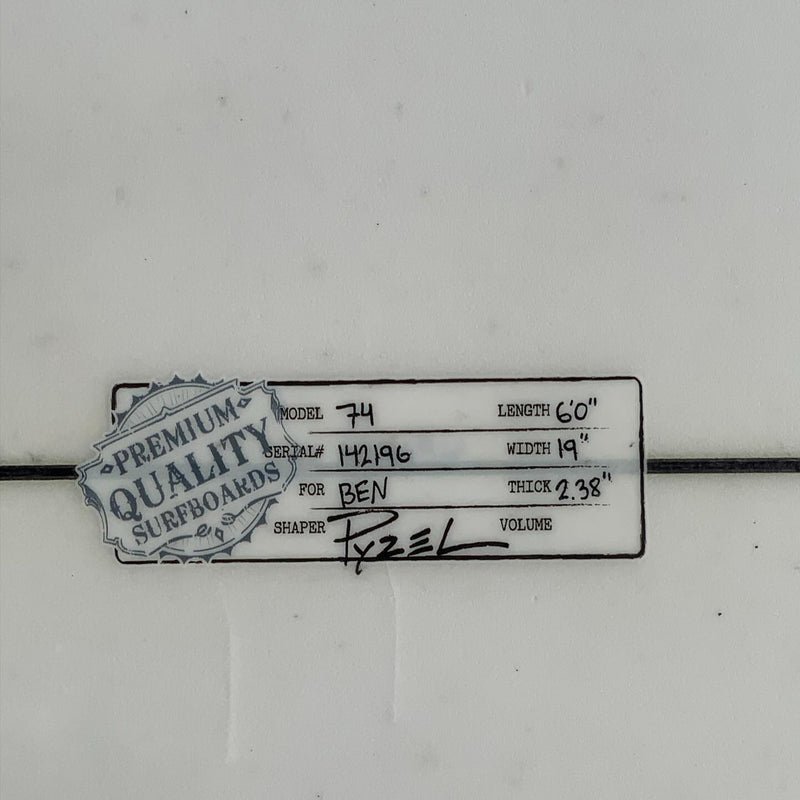 PREMIUM
QUALITY
SURFBOARDS
MODEL 74 LENGTH 6'0"
SERIAL# 142196 WIDTH 19"
FOR BEN THICK 2.38"
SHAPER PYZEL VOLUME